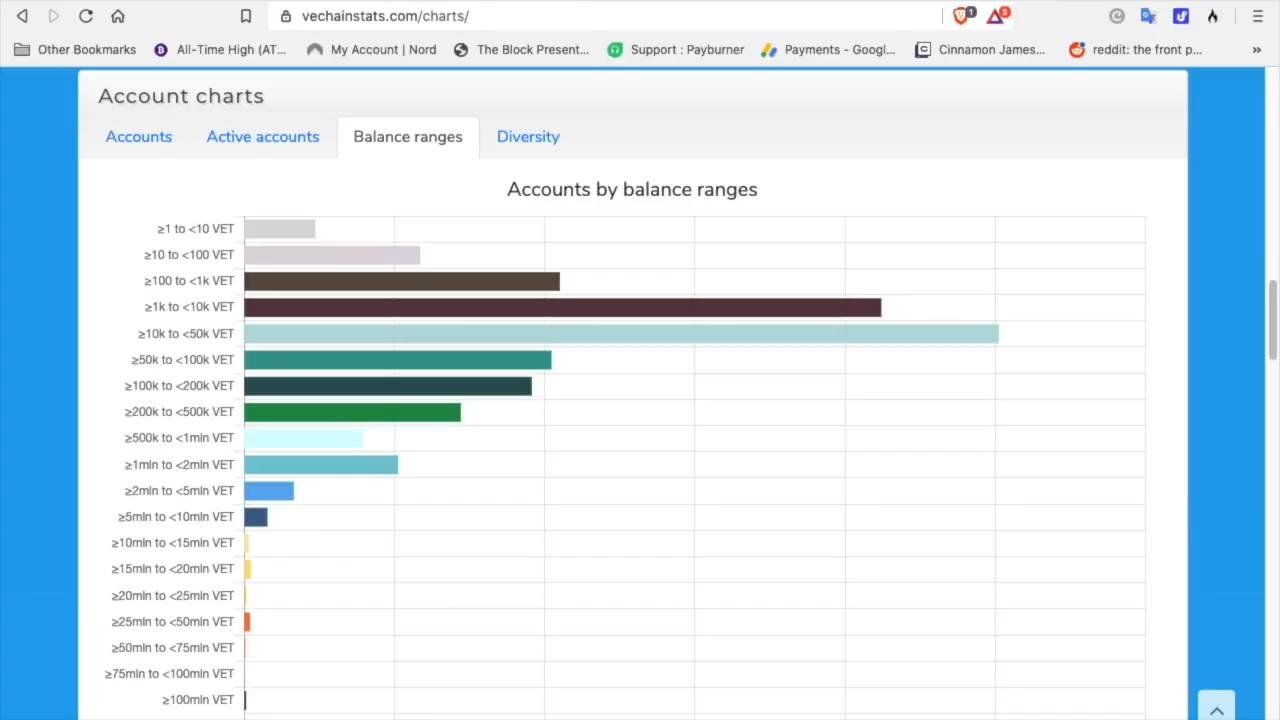 vechainstats.com/charts/ 1 3
Other Bookmarks All-Time High (AT... My Account | Nord The Block Present... Support : Payburner Payments - Googl... Cinnamon James... reddit: the front p... »
Account charts
Accounts Active accounts Balance ranges Diversity
Accounts by balance ranges
≥1 to <10 VET
≥10 to <100 VET
≥100 to <1k VET
≥1k to <10k VET
≥10k to <50k VET
≥50k to <100k VET
≥100k to <200k VET
≥200k to <500k VET
≥500k to <1mln VET
≥1mln to <2mln VET
≥2mln to <5mln VET
≥5mln to <10mln VET
≥10mln to <15mln VET
≥15mln to <20mln VET
≥20mln to <25mln VET
≥25mln to <50mln VET
≥50mln to <75mln VET
≥75mln to <100mln VET
≥100mln VET